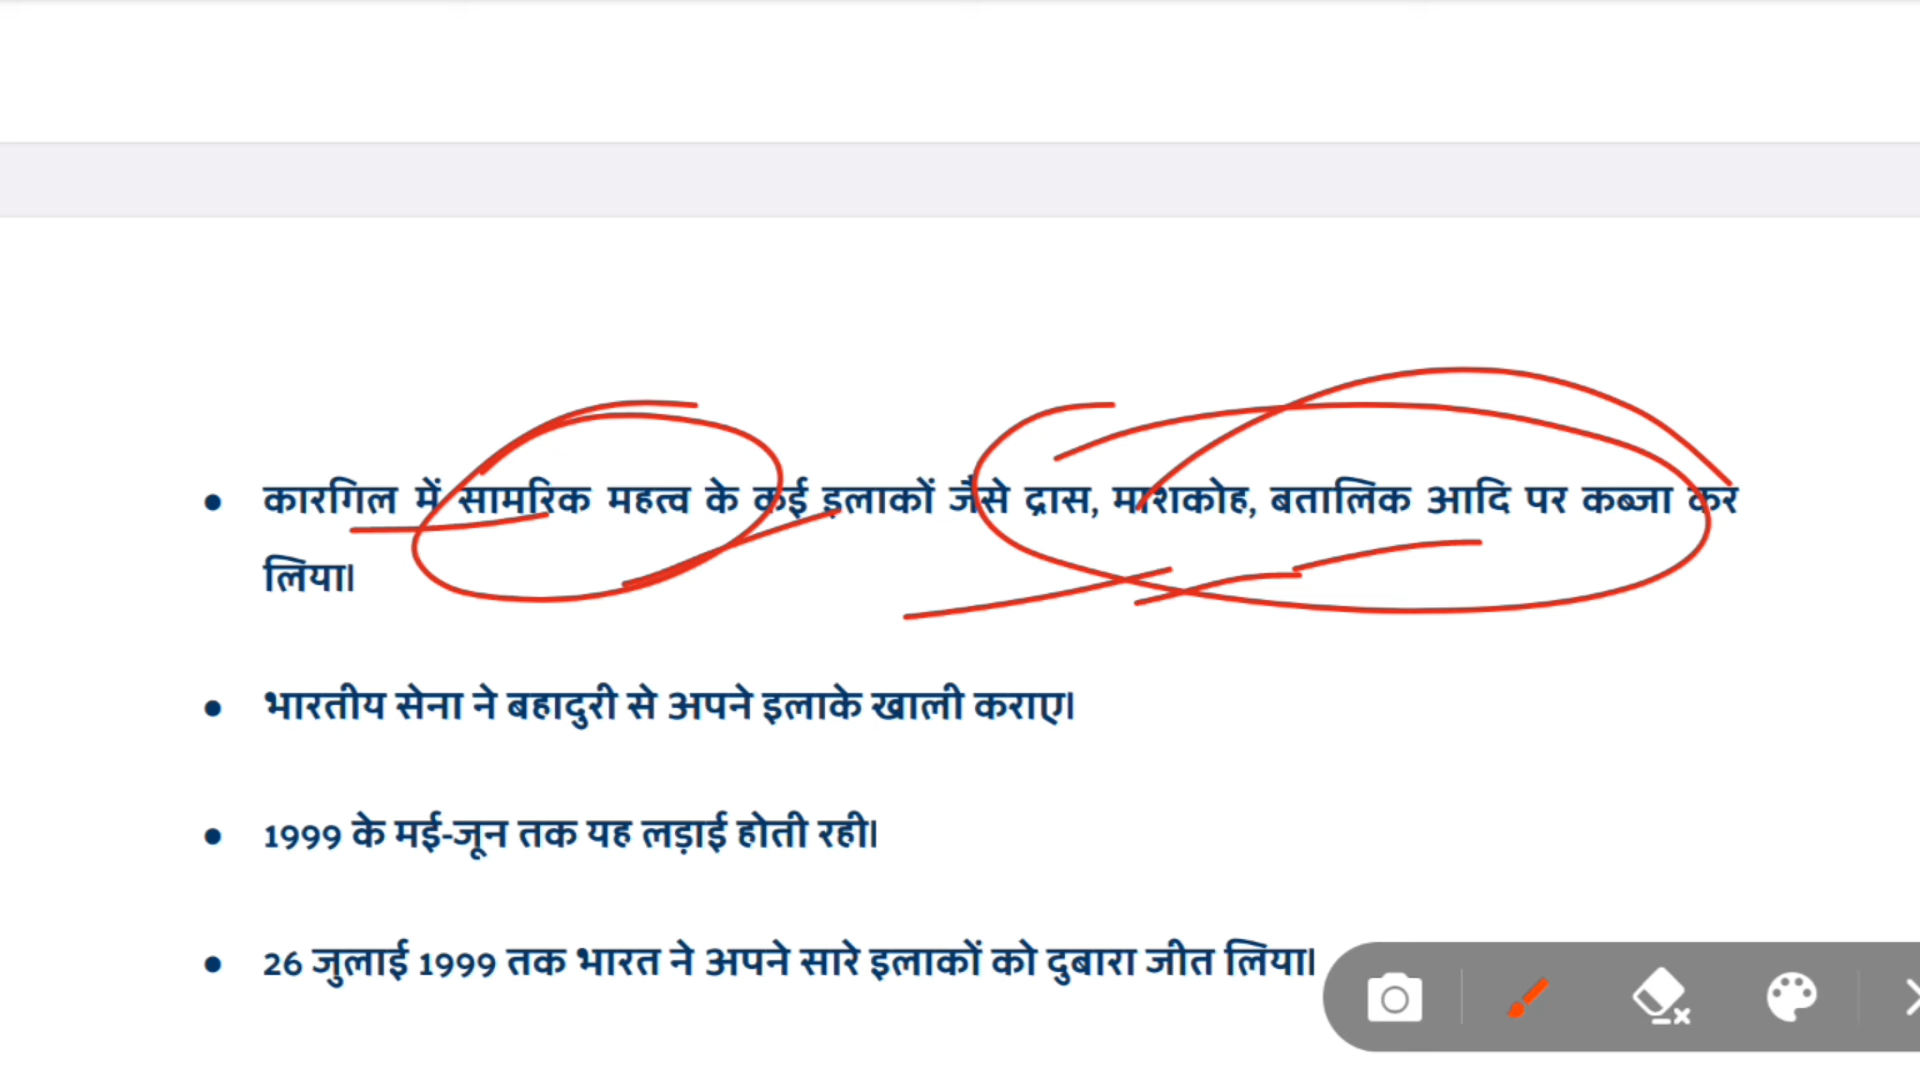 • कारगिल में सामरिक महत्व के कई इलाकों जैसे द्रास, माशकोह, बतालिक आदि पर कब्जा कर
लिया।
• भारतीय सेना ने बहादुरी से अपने इलाके खाली कराए।
• 1999 के मई-जून तक यह लड़ाई होती रही।
• 26 जुलाई 1999 तक भारत ने अपने सारे इलाकों को दुबारा जीत लिया।